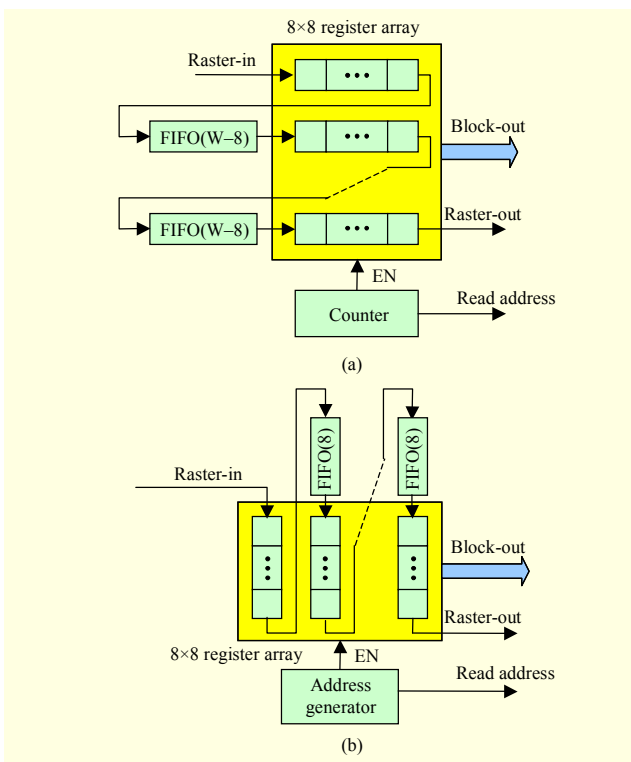 8×8 register array
Raster-in
FIFO(W–8)
Block-out
FIFO(W–8)
Raster-out
EN
Counter
Read address
(a)
FIFO(8)
FIFO(8)
Raster-in
Block-out
Raster-out
8×8 register array
EN
Address
generator
Read address
(b)